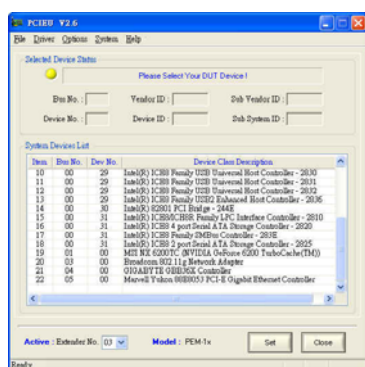 PCIEU V2.6
File Driver Options System Help
Selected Device Status
Please Select Your DUT Device !
Bus No. : Vendor ID : Sub Vendor ID :
Device No. : Device ID : Sub System ID :
System Devices List
Item Bus No. Dev No. Device Class Description
10 00 29 Intel(R) ICH8 Family USB Universal Host Controller - 2830
11 00 29 Intel(R) ICH8 Family USB Universal Host Controller - 2831
12 00 29 Intel(R) ICH8 Family USB Universal Host Controller - 2832
13 00 29 Intel(R) ICH8 Family USB2 Enhanced Host Controller - 2836
14 00 30 Intel(R) 82801 PCI Bridge - 244E
15 00 31 Intel(R) ICH8/ICH8R Family LPC Interface Controller - 2810
16 00 31 Intel(R) ICH8 4 port Serial ATA Storage Controller - 2820
17 00 31 Intel(R) ICH8 Family SMBus Controller - 283E
18 00 31 Intel(R) ICH8 2 port Serial ATA Storage Controller - 2825
19 01 00 MSI NX 6200TC (NVIDIA GeForce 6200 TurboCache(TM))
20 03 00 Broadcom 802.11g Network Adapter
21 04 00 GIGABYTE GBB36X Controller
22 05 00 Marvell Yukon 88E8053 PCI-E Gigabit Ethernet Controller
Active : Extender No. 03 Model : PEM-1x Set Close
Ready